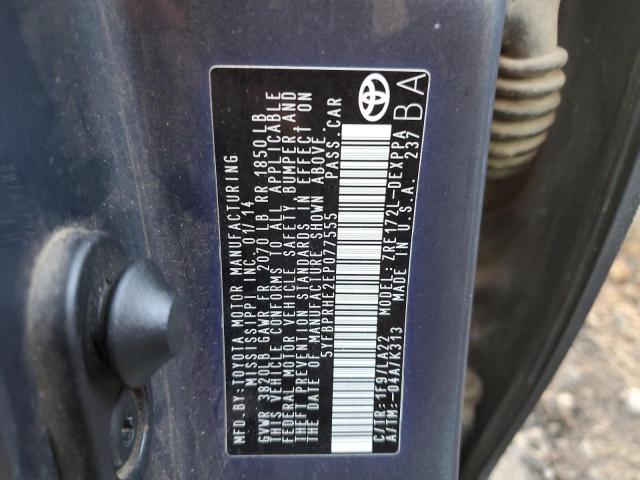 MFD.BY:TOYOTA MOTOR MANUFACTURING
MISSISSIPPI INC. 01/14
GVWR 3820LB GAWR FR 2070 LB RR 1850LB
THIS VEHICLE CONFORMS TO ALL APPLICABLE
FEDERAL MOTOR VEHICLE SAFETY, BUMPER AND
THEFT PREVENTION STANDARDS IN EFFECT ON
THE DATE OF MANUFACTURE SHOWN ABOVE.
5YFBPRHE2EP077555 PASS.CAR
C/TR:1F9/LA22 MODEL: ZRE172L-DEXPPA
A/TM:-04A/K313 MADE IN U.S.A. 237
BA